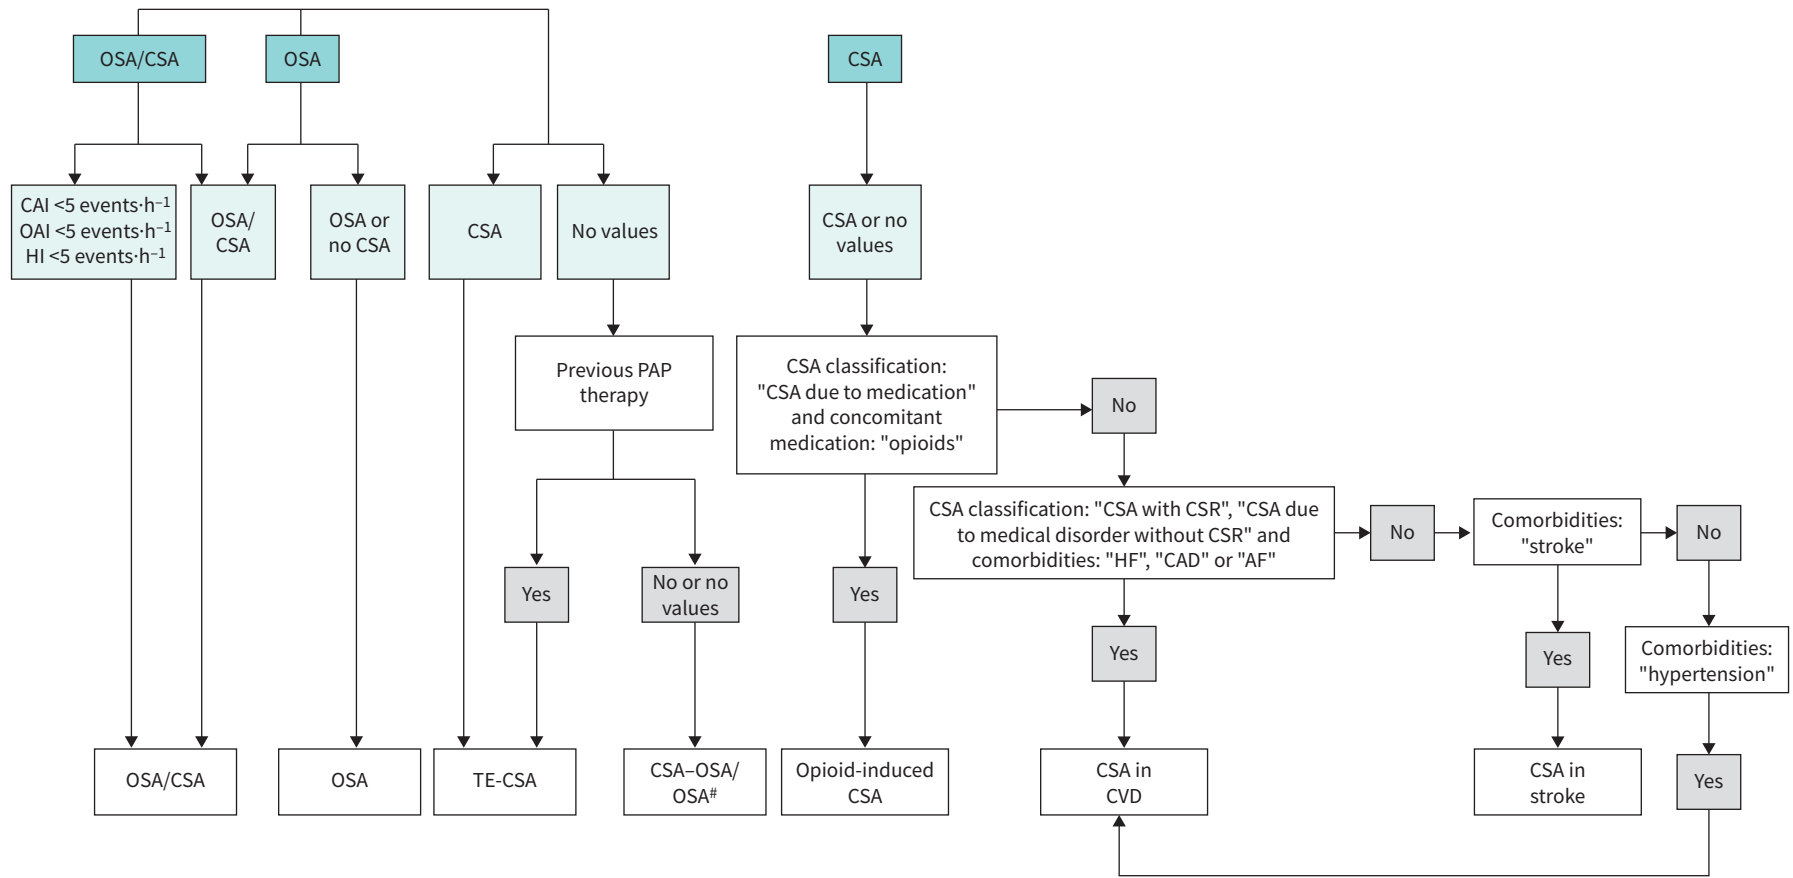 OSA/CSA
OSA
CSA
CAI <5 events·h⁻¹
OAI <5 events·h⁻¹
HI <5 events·h⁻¹
OSA/
CSA
OSA or
no CSA
CSA
No values
CSA or no
values
Previous PAP
therapy
CSA classification:
"CSA due to medication"
and concomitant
medication: "opioids"
No
CSA classification: "CSA with CSR", "CSA due
to medical disorder without CSR" and
comorbidities: "HF", "CAD" or "AF"
No
Comorbidities:
"stroke"
No
Yes
No or no
values
Yes
Yes
Yes
Comorbidities:
"hypertension"
OSA/CSA
OSA
TE-CSA
CSA–OSA/
OSA#
Opioid-induced
CSA
CSA in
CVD
CSA in
stroke
Yes